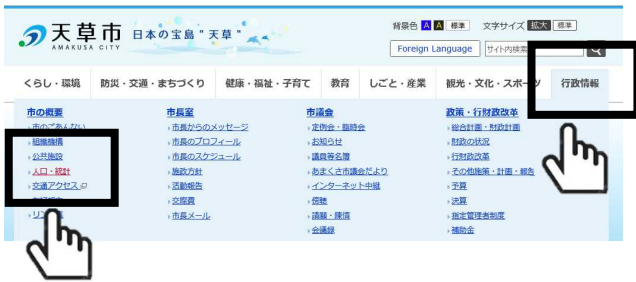 天草市 日本の宝島"天草"
AMAKUSA CITY
背景色 A A 標準 文字サイズ 拡大 標準
Foreign Language サイト内検索
くらし・環境 防災・交通・まちづくり 健康・福祉・子育て 教育 しごと・産業 観光・文化・スポーツ 行政情報
市の概要 市長室 市議会 政策・行財政改革
市のごあんない 市長からのメッセージ 定例会・臨時会 総合計画・財政計画
組織機構 市長のプロフィール お知らせ 財政の状況
公共施設 市長のスケジュール 議員等名簿 行財政改革
人口・統計 施政方針 あまくさ市議会だより その他施策・計画・報告
交通アクセス 活動報告 インターネット中継 予算
交際費 傍聴 決算
市長メール 請願・陳情 指定管理者制度
会議録 補助金